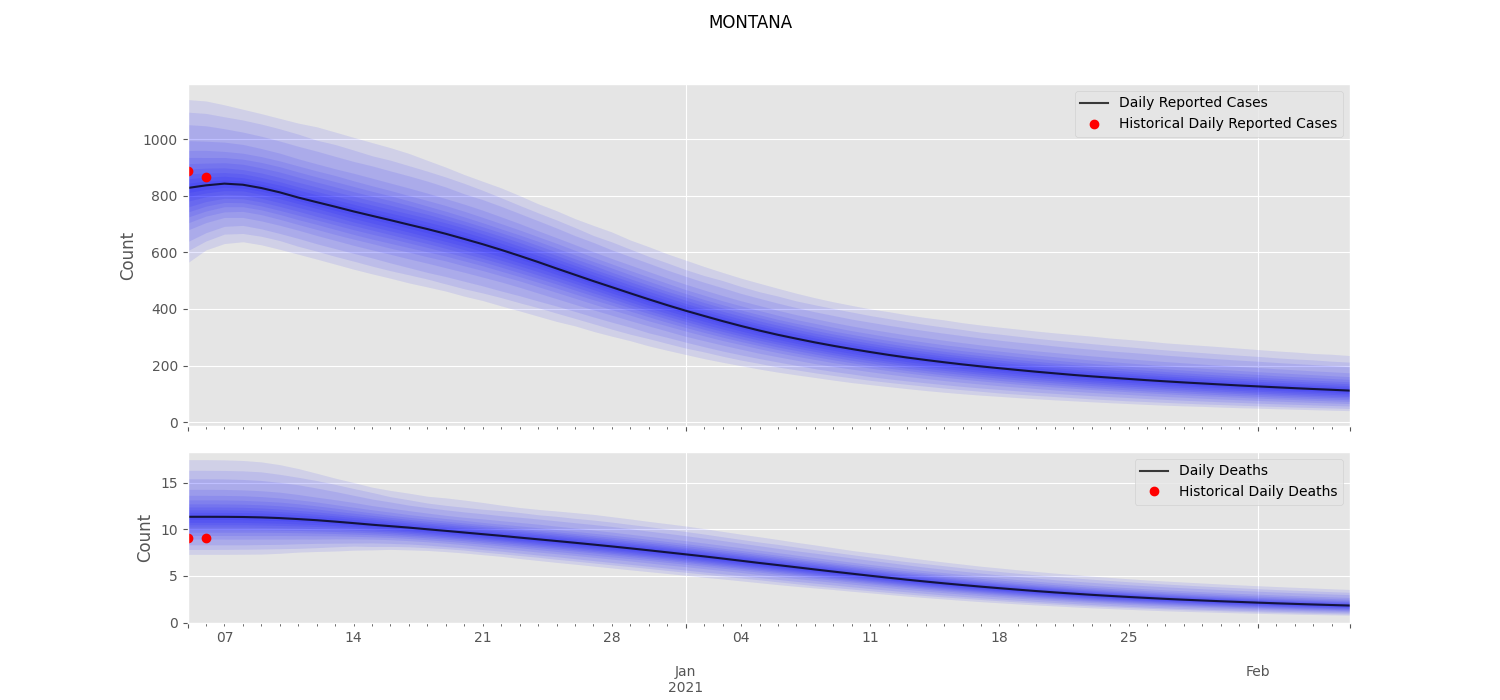 MONTANA
Count
1000
800
600
400
200
0
Daily Reported Cases
Historical Daily Reported Cases
Count
15
10
5
0
Daily Deaths
Historical Daily Deaths
07 14 21 28 04 11 18 25
Jan Feb
2021